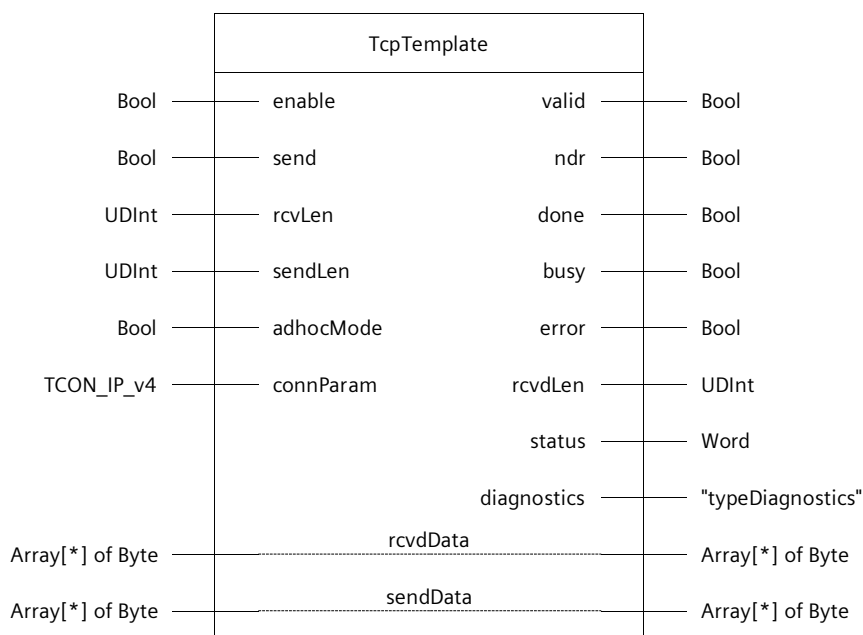 TcpTemplate
Bool enable valid Bool
Bool send ndr Bool
UDInt rcvLen done Bool
UDInt sendLen busy Bool
Bool adhocMode error Bool
TCON_IP_v4 connParam rcvdLen UDInt
status Word
diagnostics "typeDiagnostics"
Array[*] of Byte rcvdData Array[*] of Byte
Array[*] of Byte sendData Array[*] of Byte